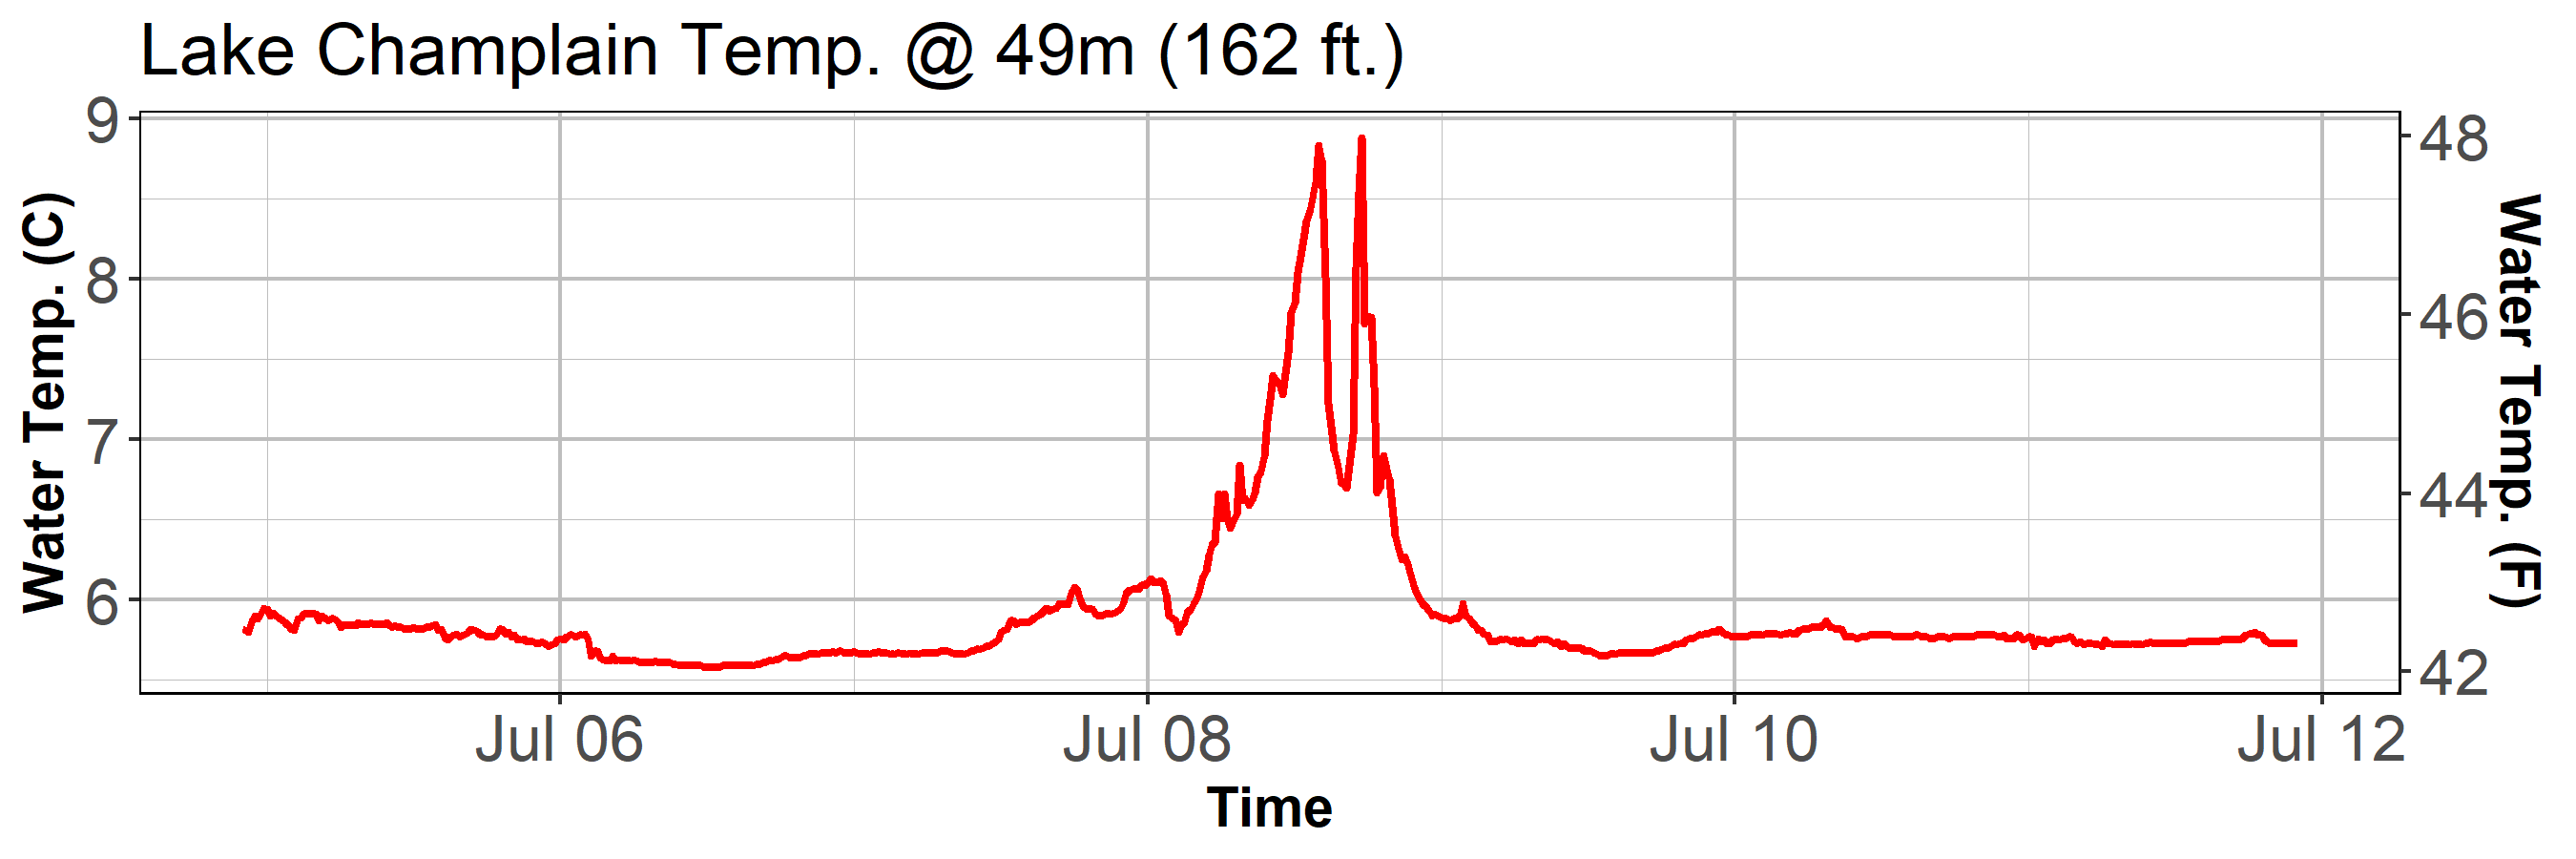 Lake Champlain Temp. @ 49m (162 ft.)
Water Temp. (C)
9
8
7
6
48
46
44
42
Water Temp. (F)
Jul 06
Jul 08
Jul 10
Jul 12
Time